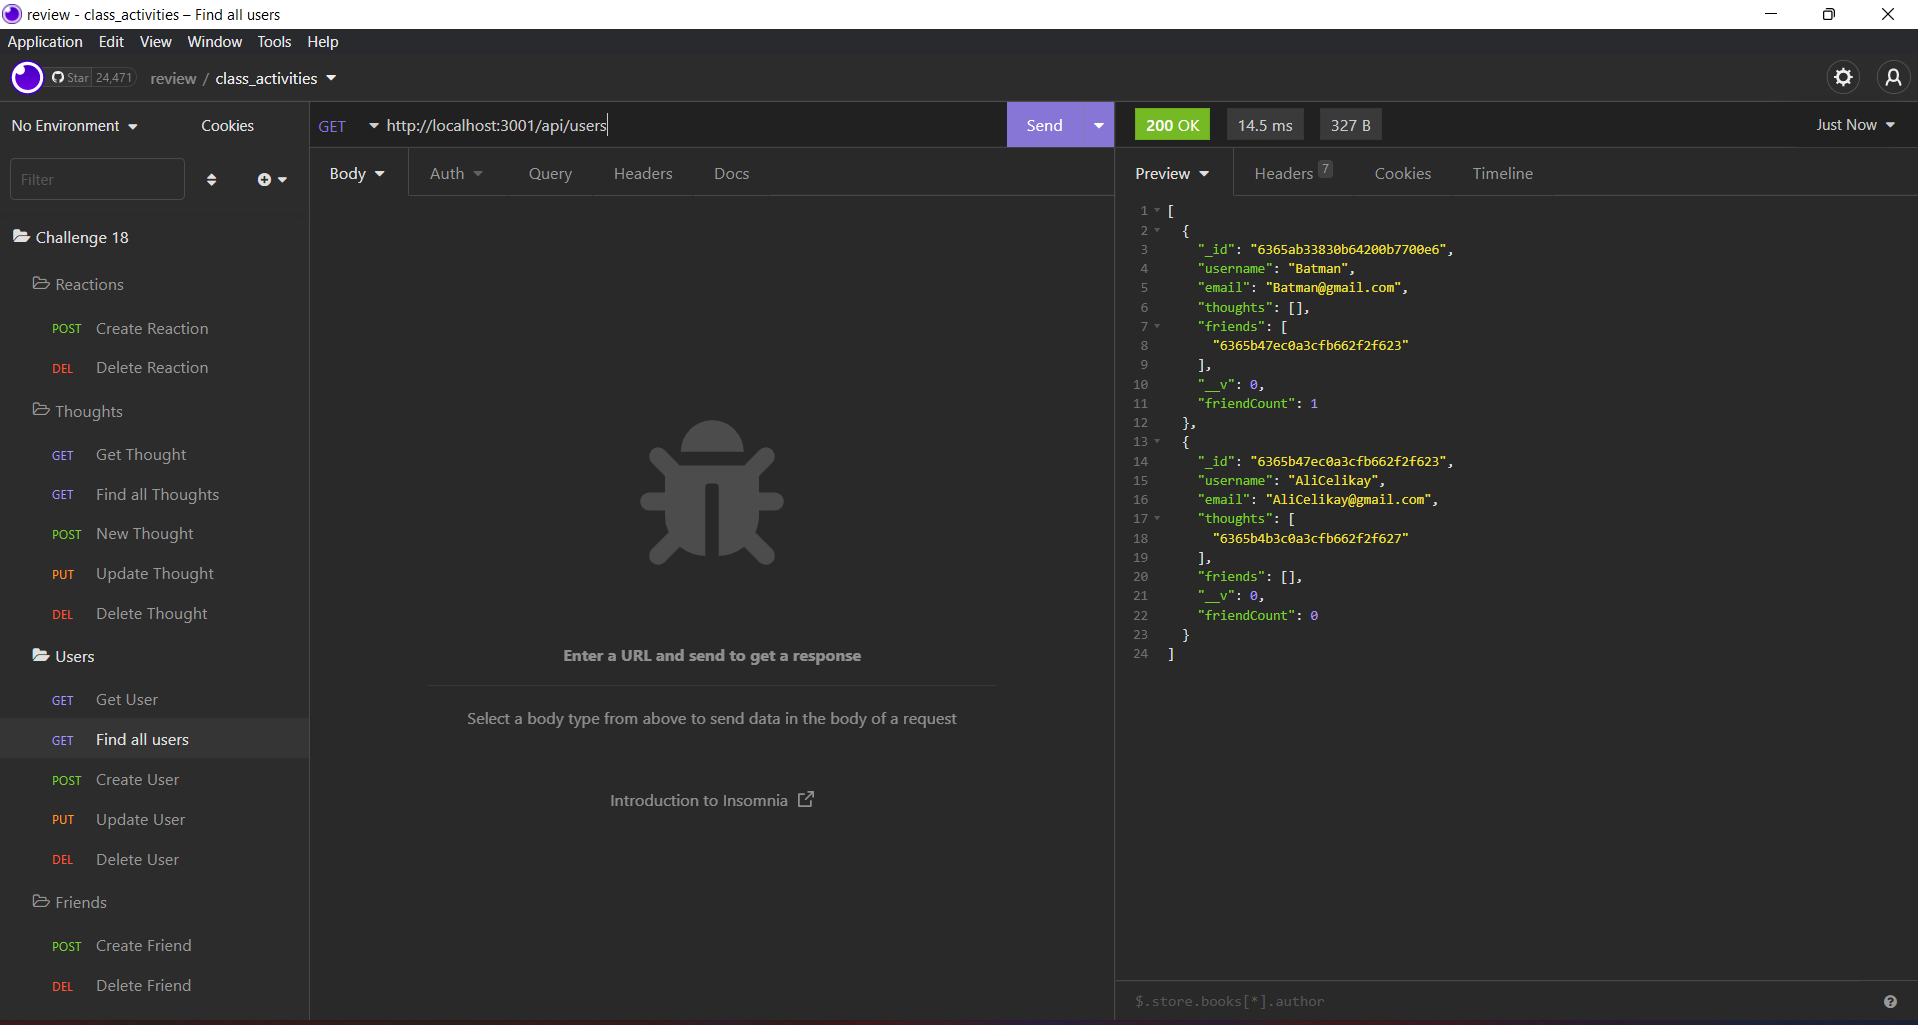 review - class_activities – Find all users
Application Edit View Window Tools Help
Star 24,471 review / class_activities
No Environment Cookies
Filter
Challenge 18
Reactions
POST Create Reaction
DEL Delete Reaction
Thoughts
GET Get Thought
GET Find all Thoughts
POST New Thought
PUT Update Thought
DEL Delete Thought
Users
GET Get User
GET Find all users
POST Create User
PUT Update User
DEL Delete User
Friends
POST Create Friend
DEL Delete Friend
GET http://localhost:3001/api/users Send
Body Auth Query Headers Docs
Enter a URL and send to get a response
Select a body type from above to send data in the body of a request
Introduction to Insomnia
200 OK 14.5 ms 327 B Just Now
Preview Headers 7 Cookies Timeline
1 [
2 {
3 "_id": "6365ab33830b64200b7700e6",
4 "username": "Batman",
5 "email": "Batman@gmail.com",
6 "thoughts": [],
7 "friends": [
8 "6365b47ec0a3cfb662f2f623"
9 ],
10 "__v": 0,
11 "friendCount": 1
12 },
13 {
14 "_id": "6365b47ec0a3cfb662f2f623",
15 "username": "AliCelikay",
16 "email": "AliCelikay@gmail.com",
17 "thoughts": [
18 "6365b4b3c0a3cfb662f2f627"
19 ],
20 "friends": [],
21 "__v": 0,
22 "friendCount": 0
23 }
24 ]
$.store.books[*].author